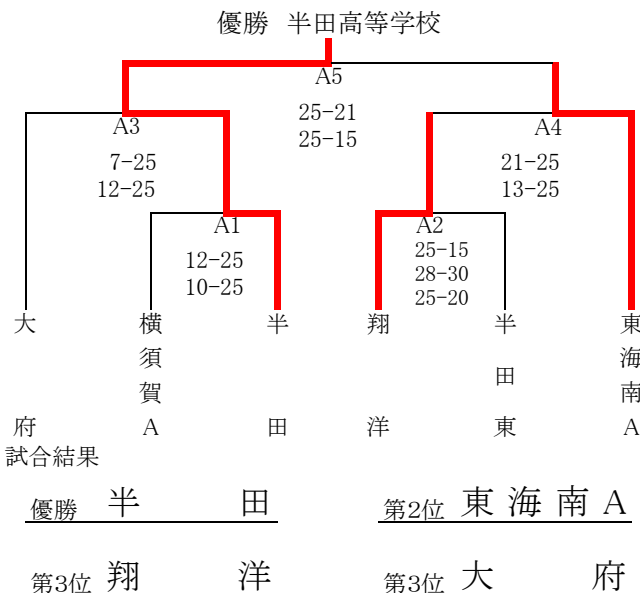 優勝 半田高等学校
A5
25-21
25-15
A3
7-25
12-25
A4
21-25
13-25
A1
12-25
10-25
A2
25-15
28-30
25-20
大府
横須賀A
半田
翔洋
半田東
東海南A
試合結果
優勝 半田
第2位 東海南A
第3位 翔洋
第3位 大府